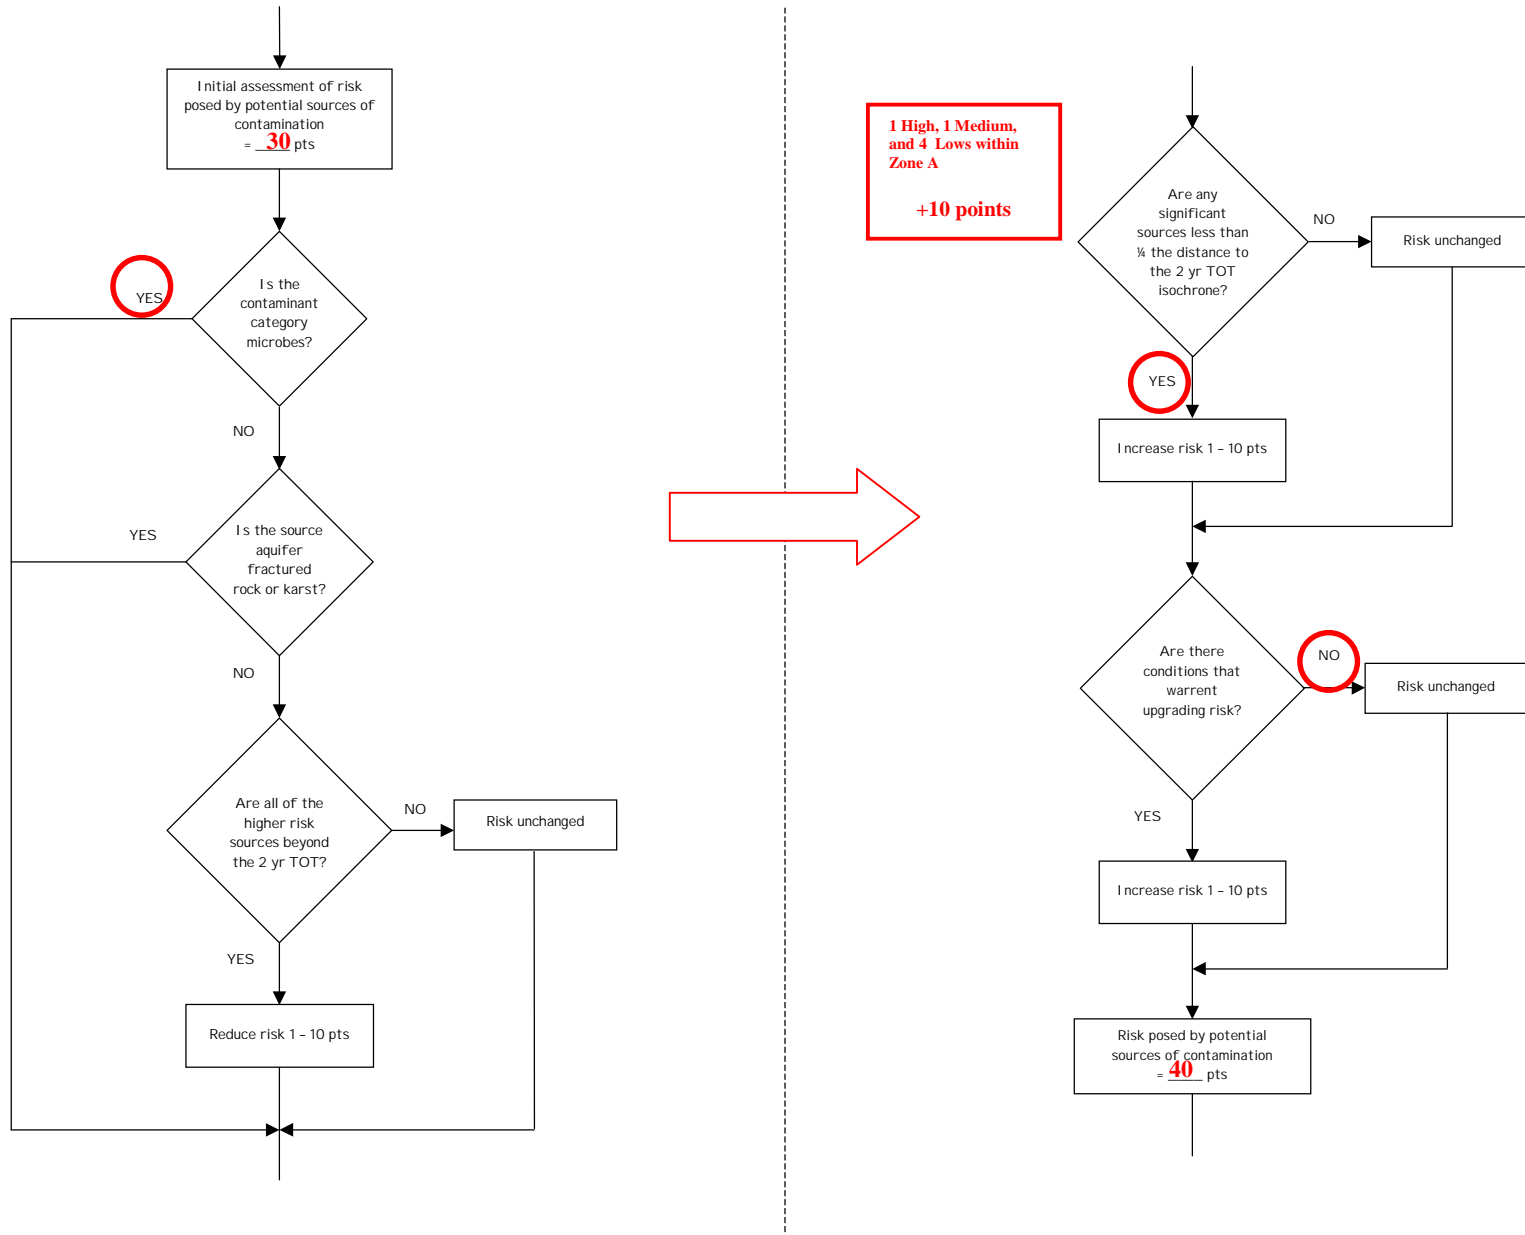 Initial assessment of risk
posed by potential sources of
contamination
= 30 pts
YES
Is the
contaminant
category
microbes?
NO
YES
Is the source
aquifer
fractured
rock or karst?
NO
Are all of the
higher risk
sources beyond
the 2 yr TOT?
NO
Risk unchanged
YES
Reduce risk 1 – 10 pts
1 High, 1 Medium,
and 4 Lows within
Zone A
+10 points
Are any
significant
sources less than
¼ the distance to
the 2 yr TOT
isochrone?
NO
Risk unchanged
YES
Increase risk 1 – 10 pts
Are there
conditions that
warrent
upgrading risk?
NO
Risk unchanged
YES
Increase risk 1 – 10 pts
Risk posed by potential
sources of contamination
= 40 pts